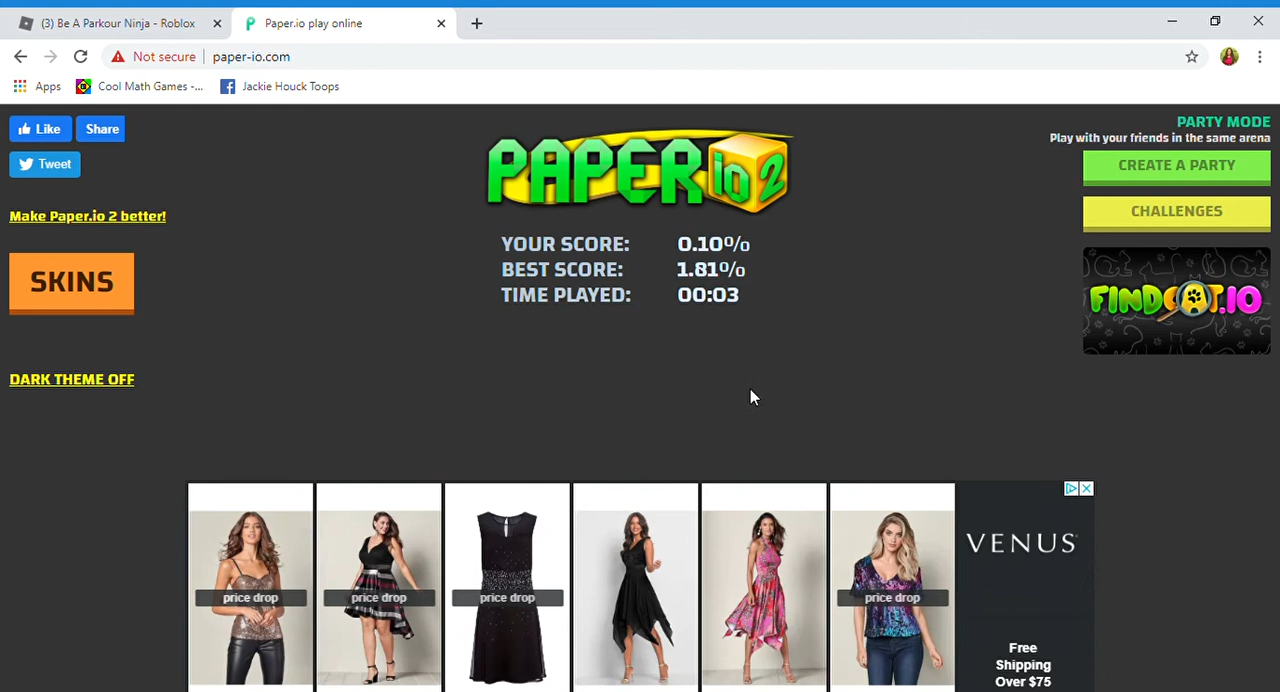 (3) Be A Parkour Ninja - Roblox
Paper.io play online
Not secure
paper-io.com
Apps
Cool Math Games -...
Jackie Houck Toops
Like
Share
Tweet
Make Paper.io 2 better!
SKINS
DARK THEME OFF
PAPER io 2
YOUR SCORE: 0.10%
BEST SCORE: 1.81%
TIME PLAYED: 00:03
PARTY MODE
Play with your friends in the same arena
CREATE A PARTY
CHALLENGES
FINDCAT.IO
price drop
price drop
price drop
price drop
VENUS
Free
Shipping
Over $75